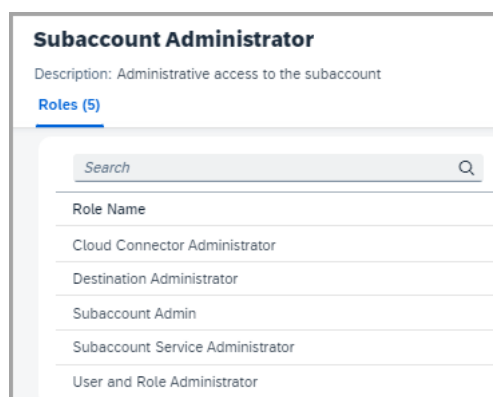 Subaccount Administrator
Description: Administrative access to the subaccount
Roles (5)
Search
Role Name
Cloud Connector Administrator
Destination Administrator
Subaccount Admin
Subaccount Service Administrator
User and Role Administrator